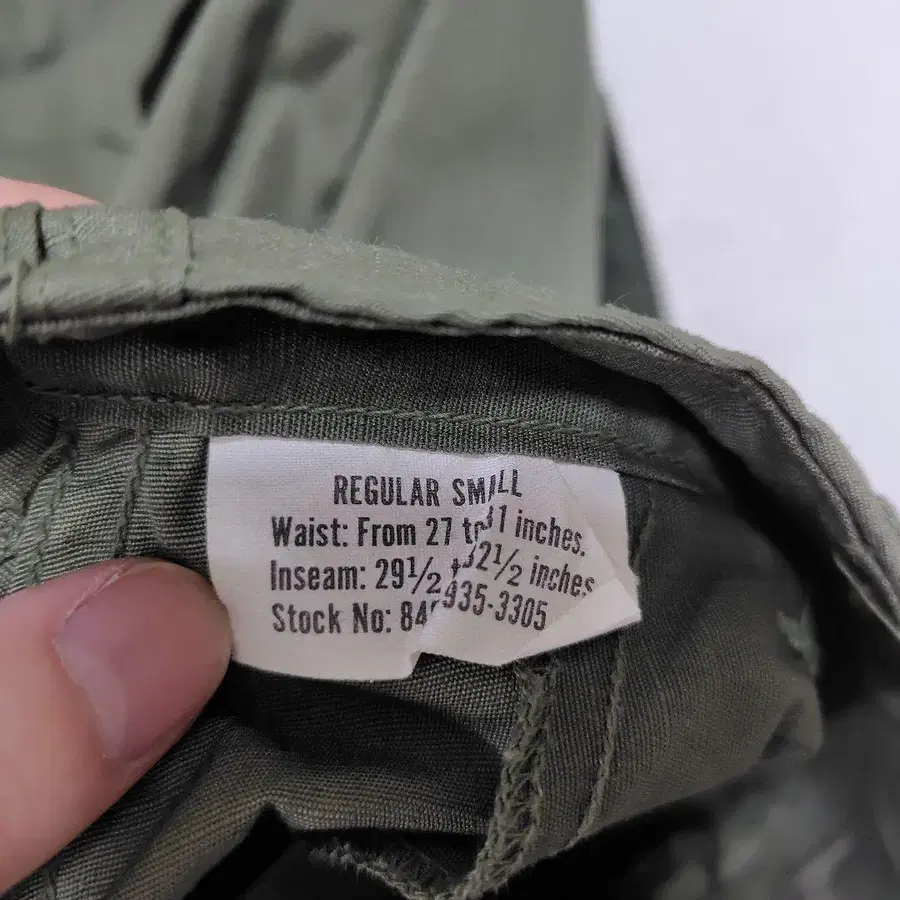 REGULAR SMALL
Waist: From 27 to 31 inches.
Inseam: 29½ t 32½ inches
Stock No: 84 935-3305